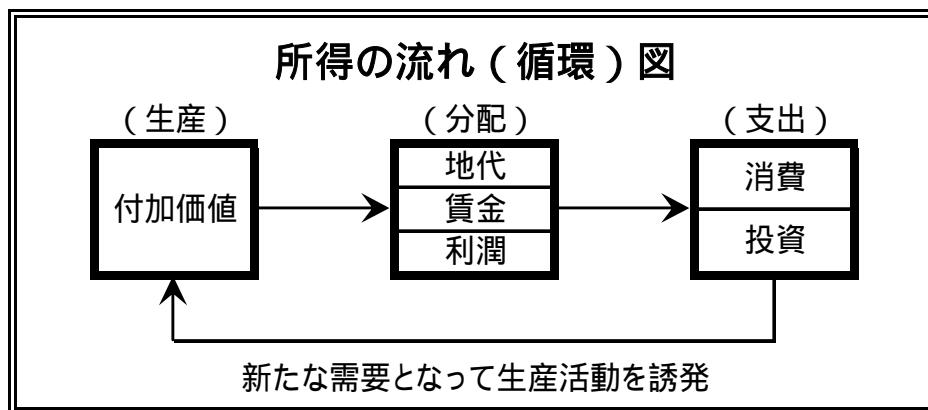 所得の流れ（循環）図
（生産）
（分配）
（支出）
付加価値
地代
賃金
利潤
消費
投資
新たな需要となって生産活動を誘発